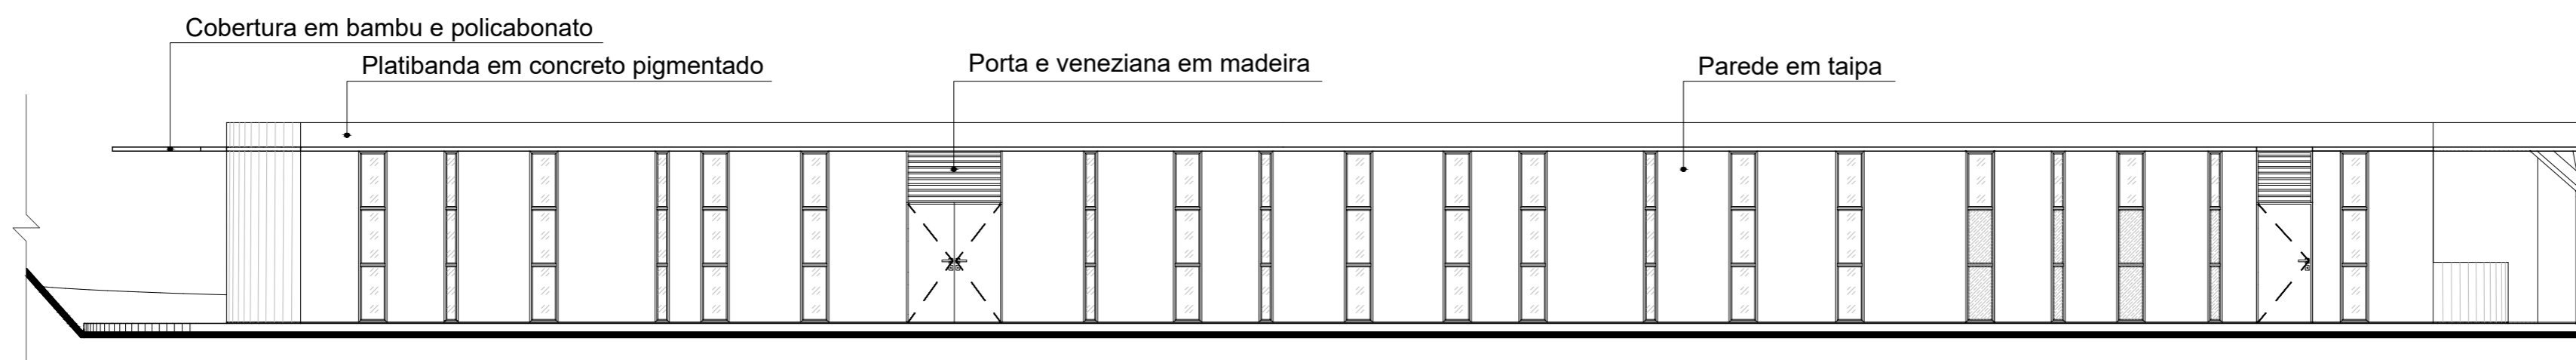 Cobertura em bambu e policabonato
Platibanda em concreto pigmentado
Porta e veneziana em madeira
Parede em taipa